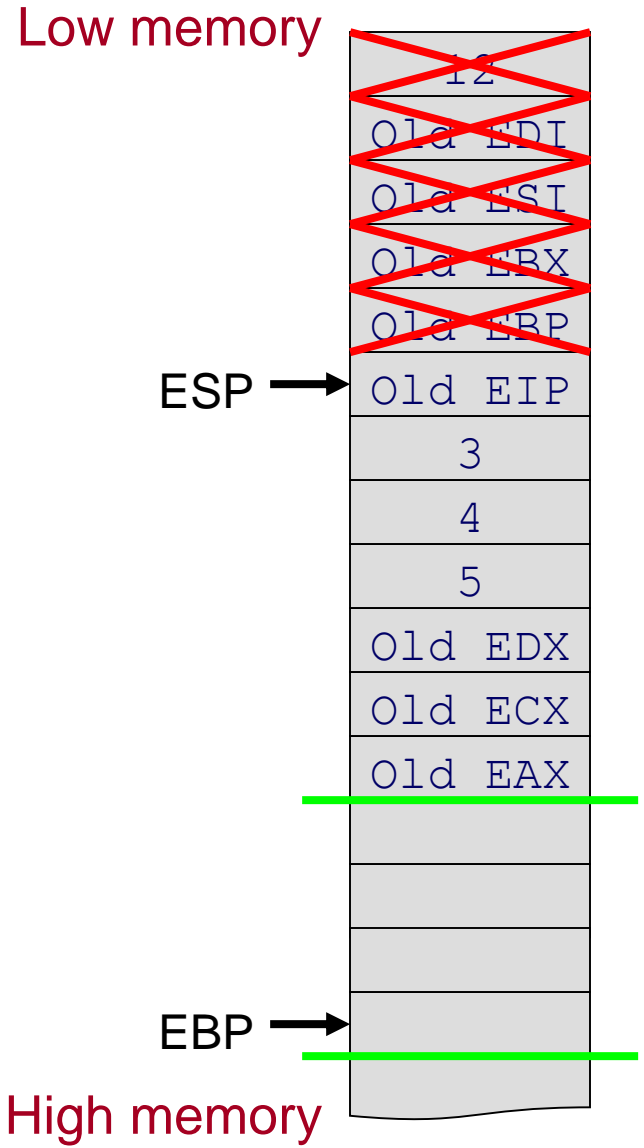 Low memory
12
Old EDI
Old ESI
Old EBX
Old EBP
ESP
Old EIP
3
4
5
Old EDX
Old ECX
Old EAX
EBP
High memory